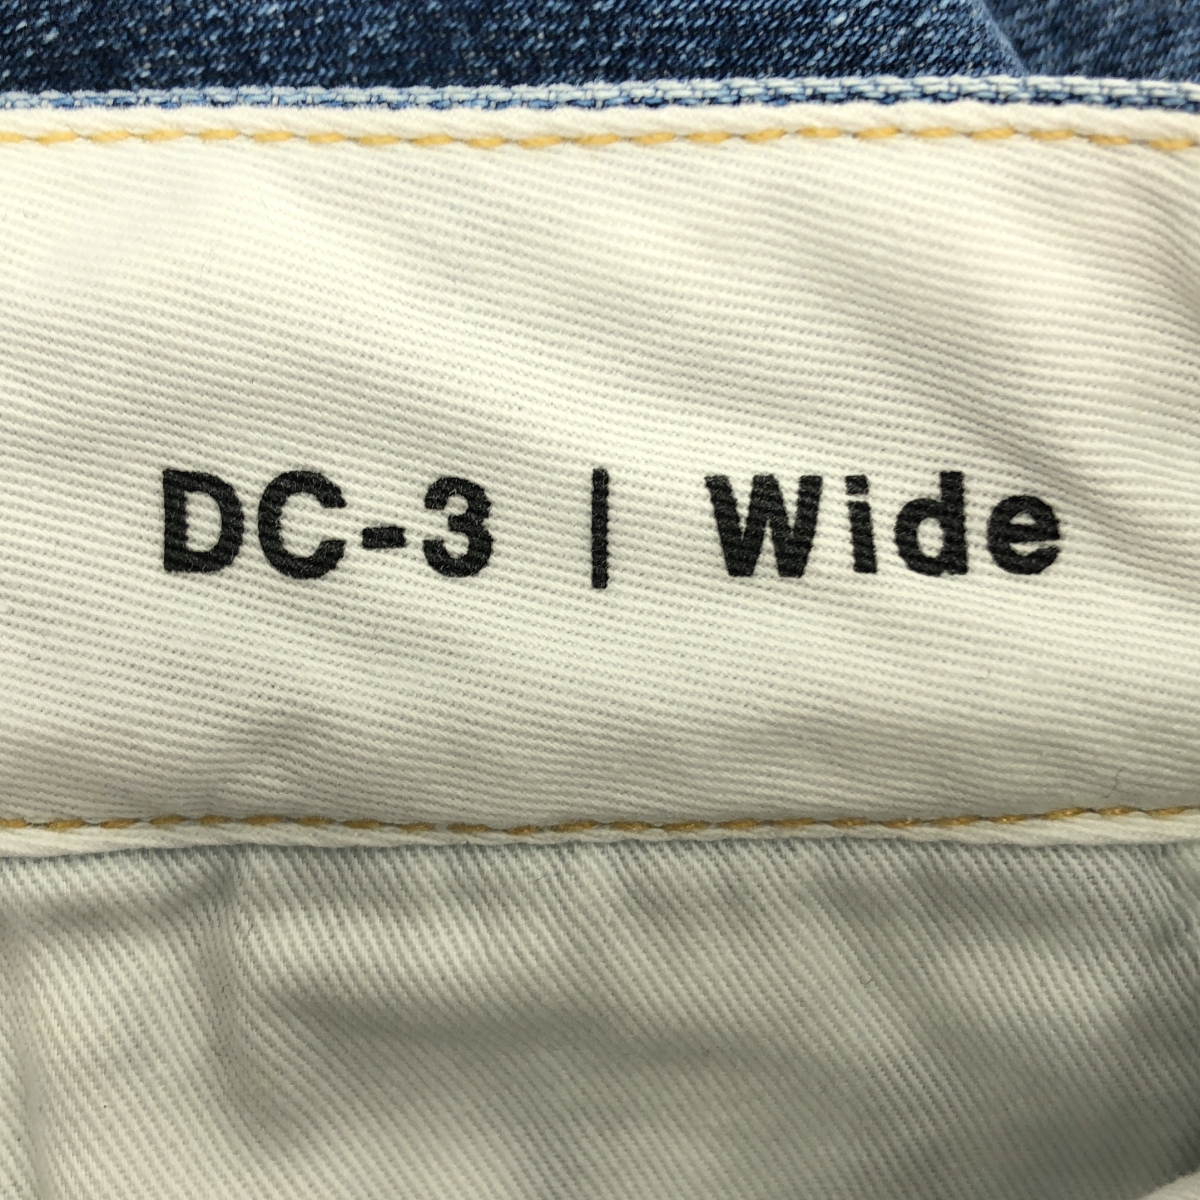 DC-3 | Wide